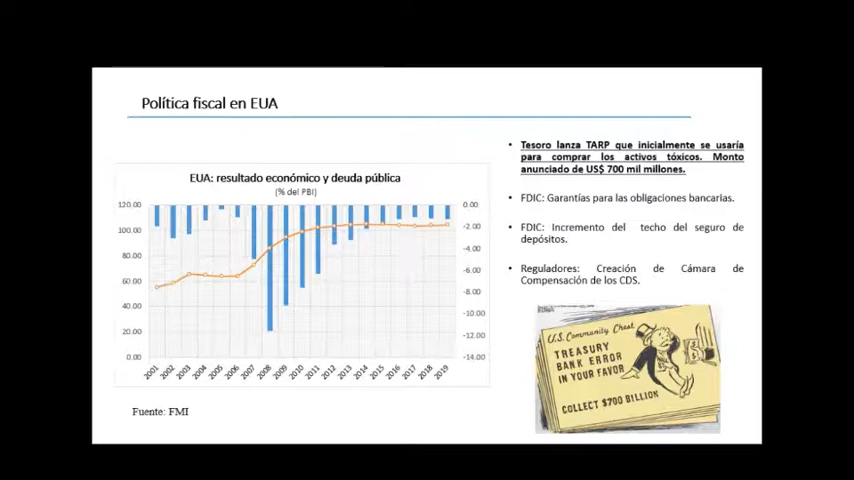 Política fiscal en EUA
EUA: resultado económico y deuda pública
(% del PBI)
120.00
100.00
80.00
60.00
40.00
20.00
0.00
0.00
-2.00
-4.00
-6.00
-8.00
-10.00
-12.00
-14.00
2001 2002 2003 2004 2005 2006 2007 2008 2009 2010 2011 2012 2013 2014 2015 2016 2017 2018 2019
Fuente: FMI
• Tesoro lanza TARP que inicialmente se usaría
para comprar los activos tóxicos. Monto
anunciado de US$ 700 mil millones.
• FDIC: Garantías para las obligaciones bancarias.
• FDIC: Incremento del techo del seguro de
depósitos.
• Reguladores: Creación de Cámara de
Compensación de los CDS.
U.S. Community Chest
TREASURY
BANK ERROR
IN YOUR FAVOR
COLLECT $700 BILLION